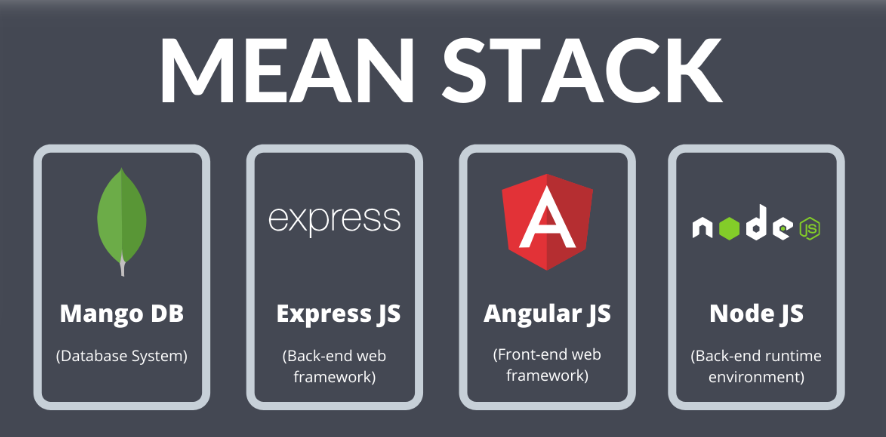 MEAN STACK
express
A
node JS
Mango DB
Express JS
Angular JS
Node JS
(Database System)
(Back-end web
framework)
(Front-end web
framework)
(Back-end runtime
environment)